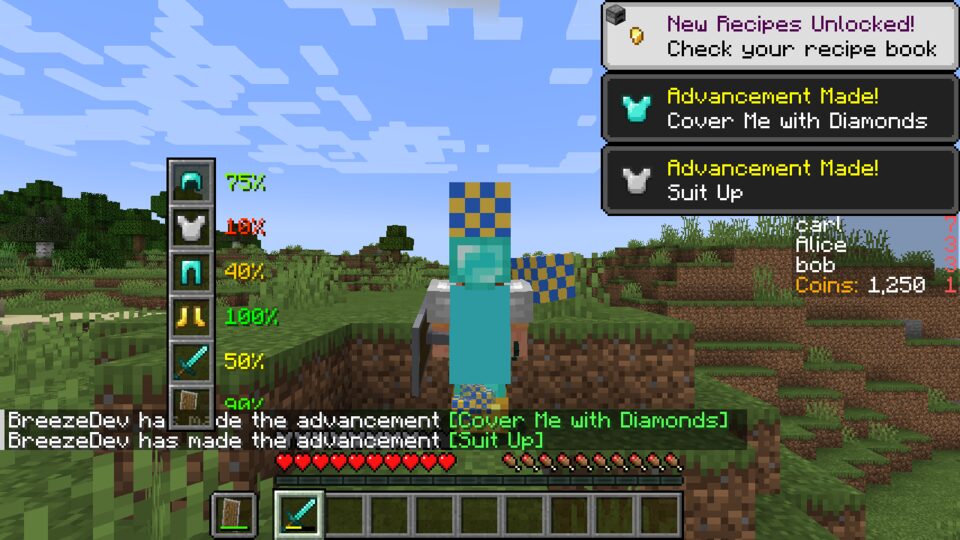 New Recipes Unlocked!
Check your recipe book
Advancement Made!
Cover Me with Diamonds
Advancement Made!
Suit Up
75%
10%
40%
100%
50%
90%
carl 7
Alice 3
bob 3
Coins: 1,250 1
BreezeDev has made the advancement [Cover Me with Diamonds]
BreezeDev has made the advancement [Suit Up]